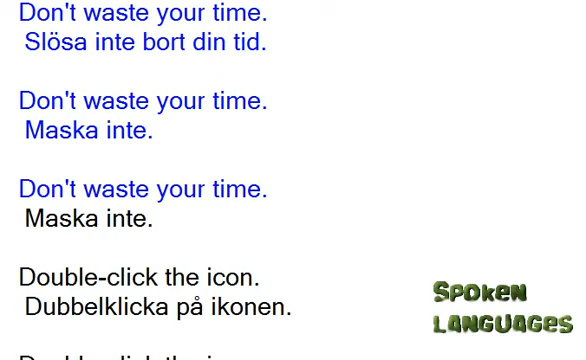 Don't waste your time.
Slösa inte bort din tid.
Don't waste your time.
Maska inte.
Don't waste your time.
Maska inte.
Double-click the icon.
Dubbelklicka på ikonen.
Spoken
Languages